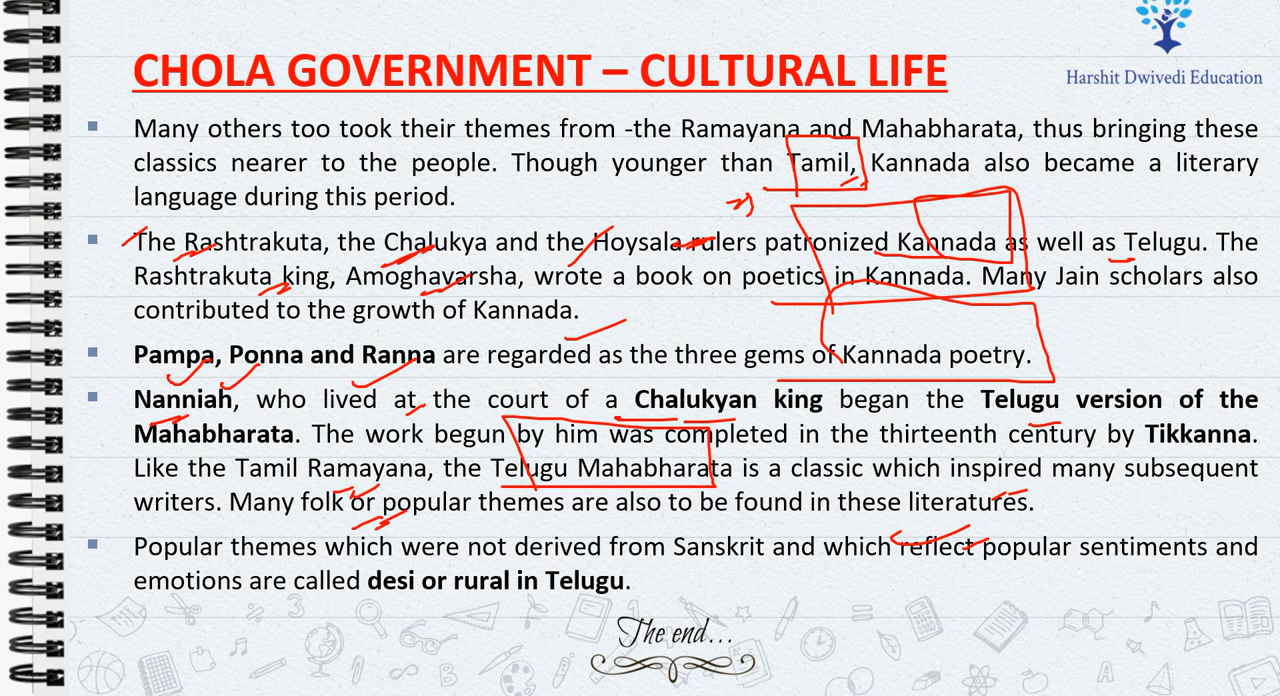 Harshit Dwivedi Education
CHOLA GOVERNMENT – CULTURAL LIFE
Many others too took their themes from -the Ramayana and Mahabharata, thus bringing these
classics nearer to the people. Though younger than Tamil, Kannada also became a literary
language during this period.
The Rashtrakuta, the Chalukya and the Hoysala rulers patronized Kannada as well as Telugu. The
Rashtrakuta king, Amoghavarsha, wrote a book on poetics in Kannada. Many Jain scholars also
contributed to the growth of Kannada.
Pampa, Ponna and Ranna are regarded as the three gems of Kannada poetry.
Nanniah, who lived at the court of a Chalukyan king began the Telugu version of the
Mahabharata. The work begun by him was completed in the thirteenth century by Tikkanna.
Like the Tamil Ramayana, the Telugu Mahabharata is a classic which inspired many subsequent
writers. Many folk or popular themes are also to be found in these literatures.
Popular themes which were not derived from Sanskrit and which reflect popular sentiments and
emotions are called desi or rural in Telugu.
The end...